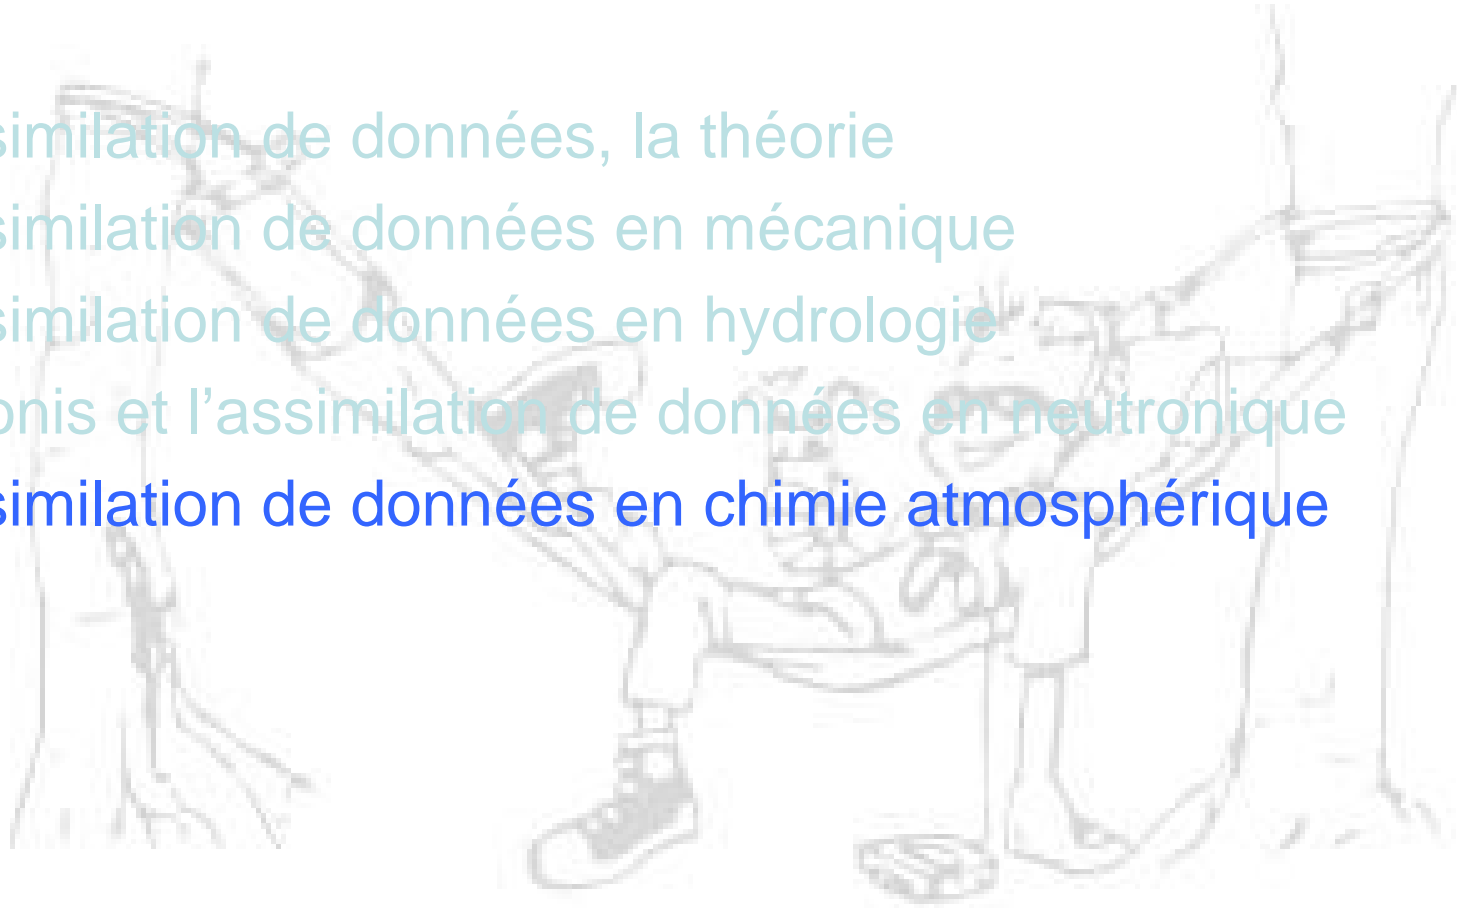 similation de données, la théorie
similation de données en mécanique
similation de données en hydrologie
onis et l’assimilation de données en neutronique
similation de données en chimie atmosphérique